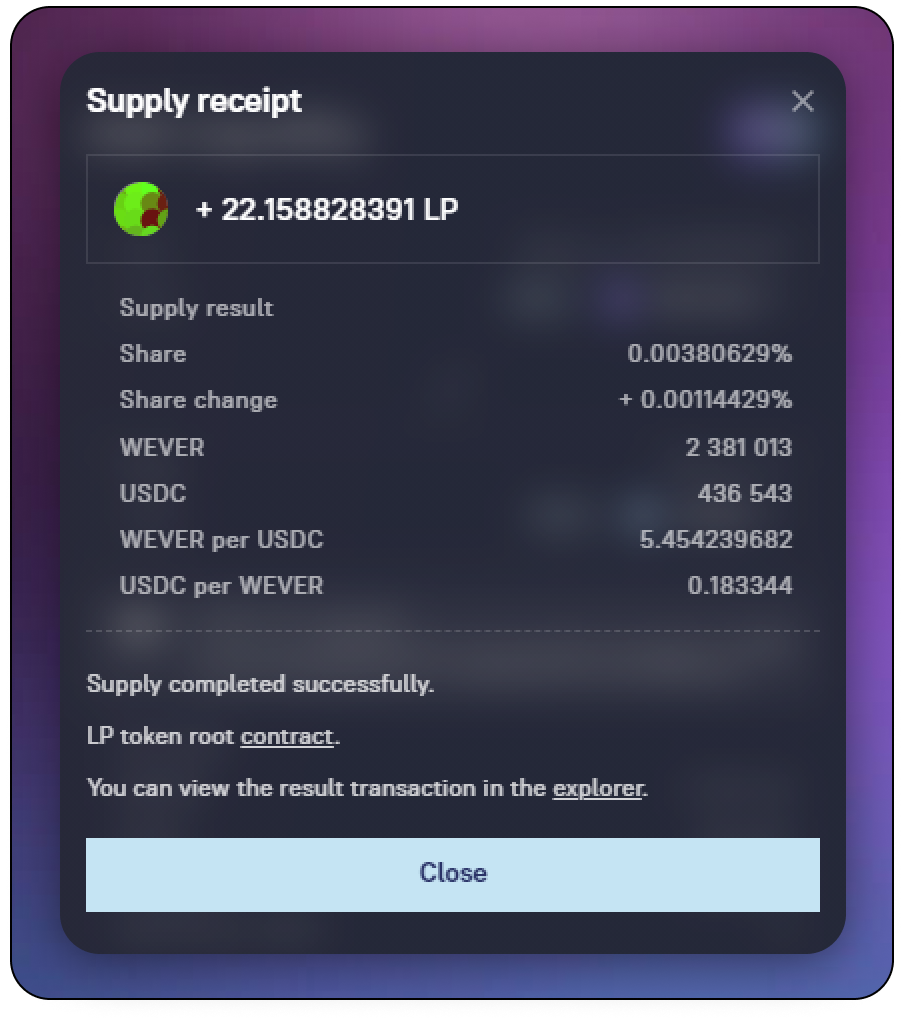 Supply receipt
+ 22.158828391 LP
Supply result
Share 0.00380629%
Share change + 0.00114429%
WEVER 2 381 013
USDC 436 543
WEVER per USDC 5.454239682
USDC per WEVER 0.183344
Supply completed successfully.
LP token root contract.
You can view the result transaction in the explorer.
Close